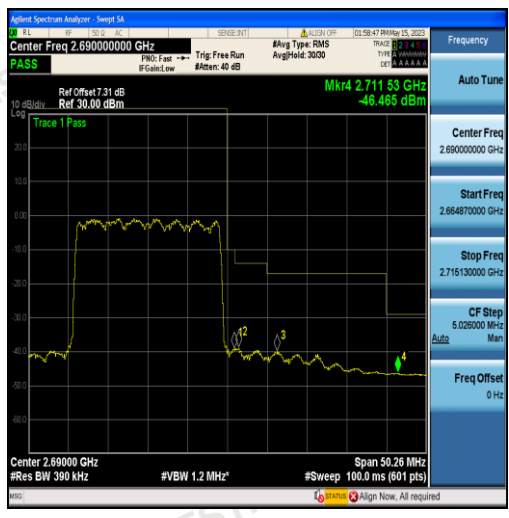 Agilent Spectrum Analyzer - Swept SA
RL RF 50 Ω AC SENSE:INT ALIGN OFF 01:58:47 PM May 15, 2023
Center Freq 2.690000000 GHz #Avg Type: RMS TRACE 1 2 3 4 5 6
PNO: Fast Trig: Free Run Avg|Hold: 30/30 TYPE A
PASS IFGain:Low #Atten: 40 dB DET A A A A A A
Frequency
Mkr4 2.711 53 GHz
-46.465 dBm
Ref Offset 7.31 dB
10 dB/div Ref 30.00 dBm
Log
Trace 1 Pass
20.0
10.0
0.00
-10.0
-20.0
-30.0
-40.0
-50.0
-60.0
2
3
4
Center 2.69000 GHz Span 50.26 MHz
#Res BW 390 kHz #VBW 1.2 MHz* #Sweep 100.0 ms (601 pts)
Auto Tune
Center Freq
2.690000000 GHz
Start Freq
2.664870000 GHz
Stop Freq
2.715130000 GHz
CF Step
5.026000 MHz
Auto Man
Freq Offset
0 Hz
MSG STATUS Align Now, All required